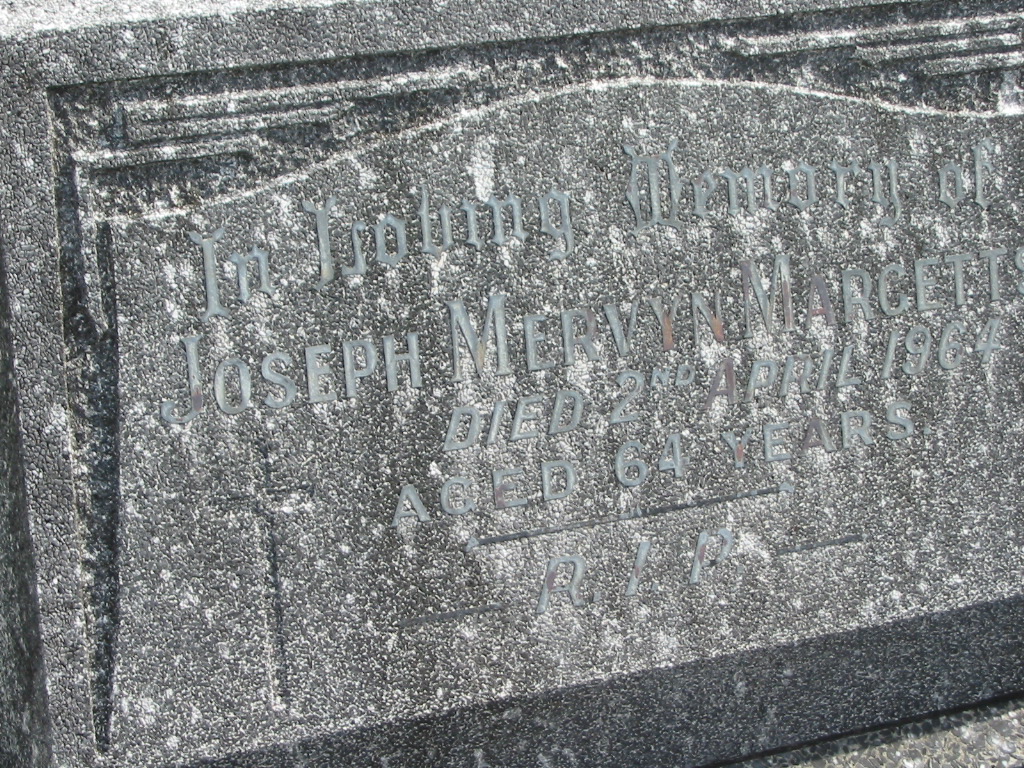 In Loving Memory of
JOSEPH MERVYN MARGETTS
DIED 2ND APRIL 1964
AGED 64 YEARS.
R.I.P.